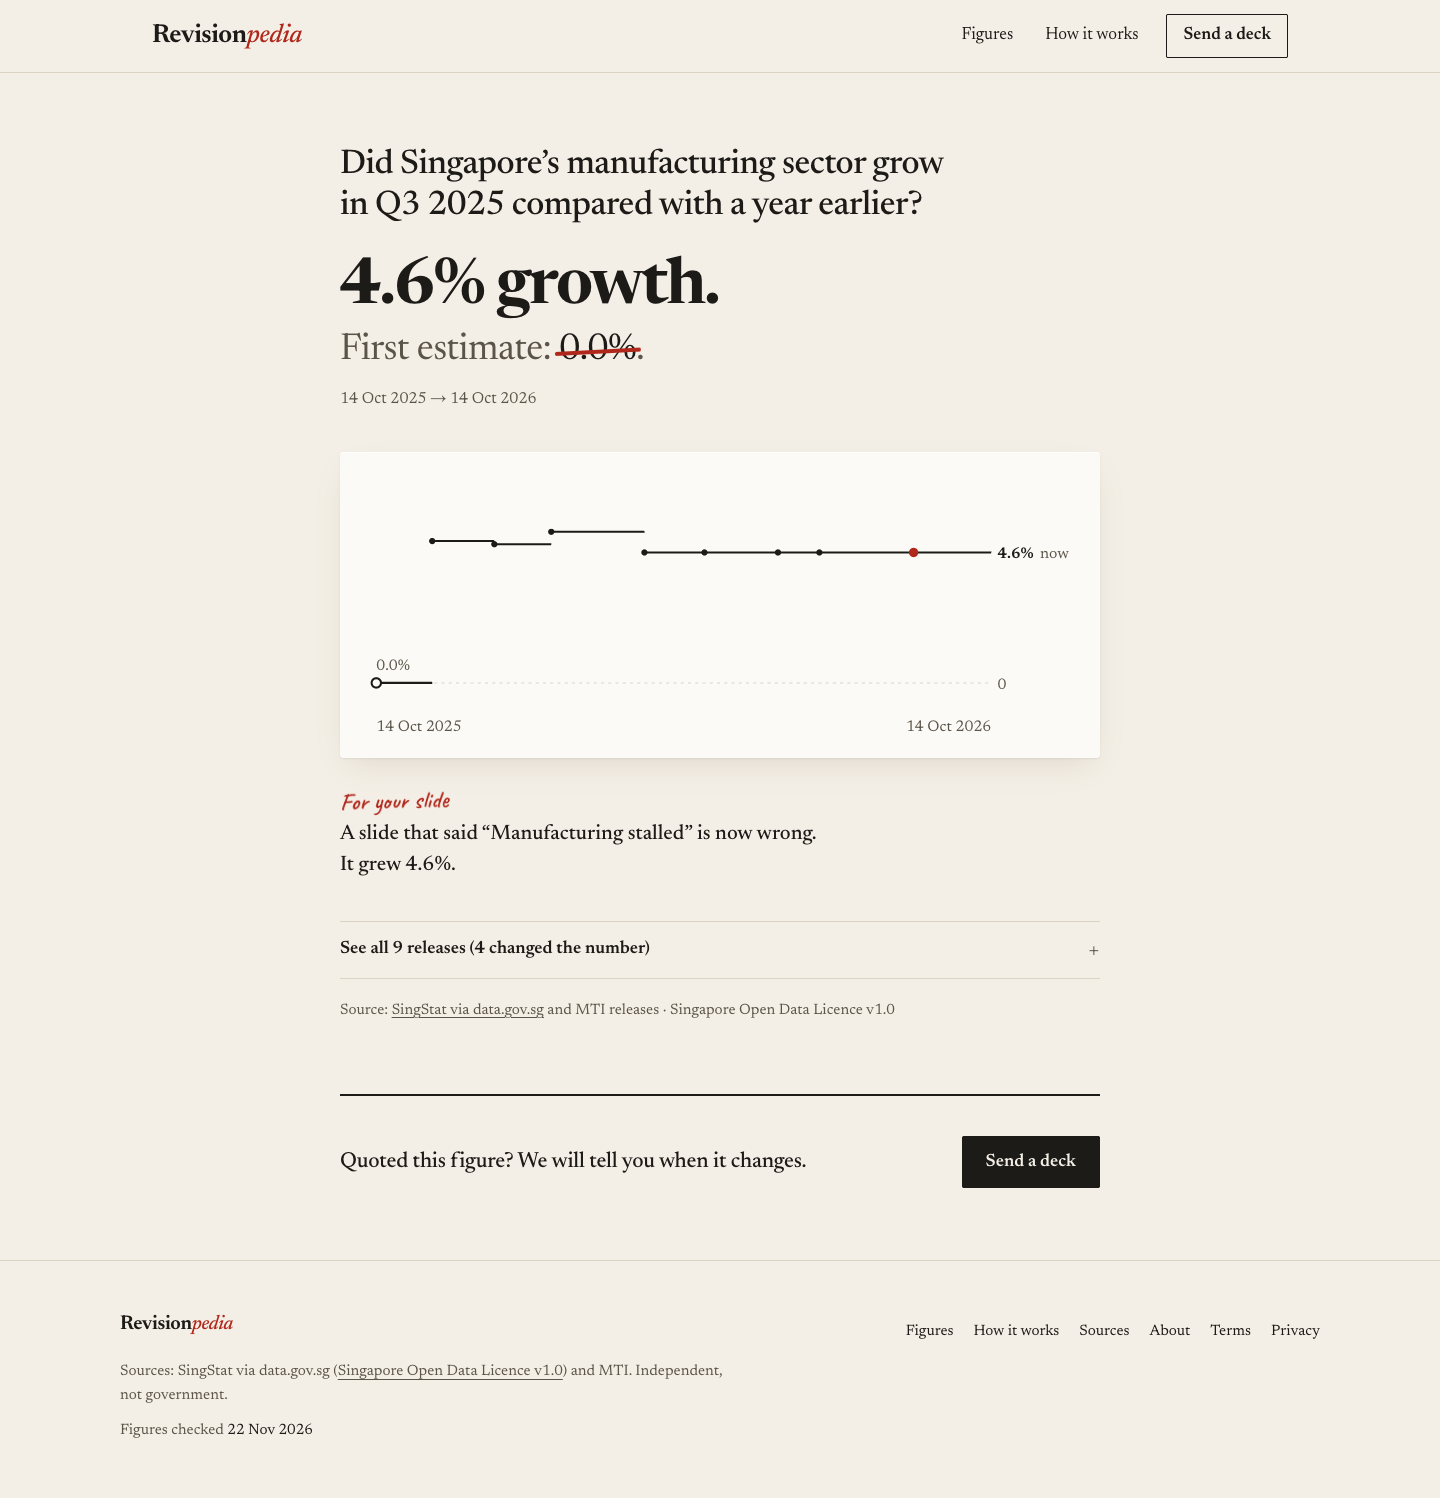 Revisionpedia
Figures
How it works
Send a deck
Did Singapore’s manufacturing sector grow
in Q3 2025 compared with a year earlier?
4.6% growth.
First estimate: 0.0%.
14 Oct 2025 → 14 Oct 2026
4.6% now
0.0%
0
14 Oct 2025
14 Oct 2026
For your slide
A slide that said “Manufacturing stalled” is now wrong.
It grew 4.6%.
See all 9 releases (4 changed the number)
+
Source: SingStat via data.gov.sg and MTI releases · Singapore Open Data Licence v1.0
Quoted this figure? We will tell you when it changes.
Send a deck
Revisionpedia
Figures
How it works
Sources
About
Terms
Privacy
Sources: SingStat via data.gov.sg (Singapore Open Data Licence v1.0) and MTI. Independent,
not government.
Figures checked 22 Nov 2026